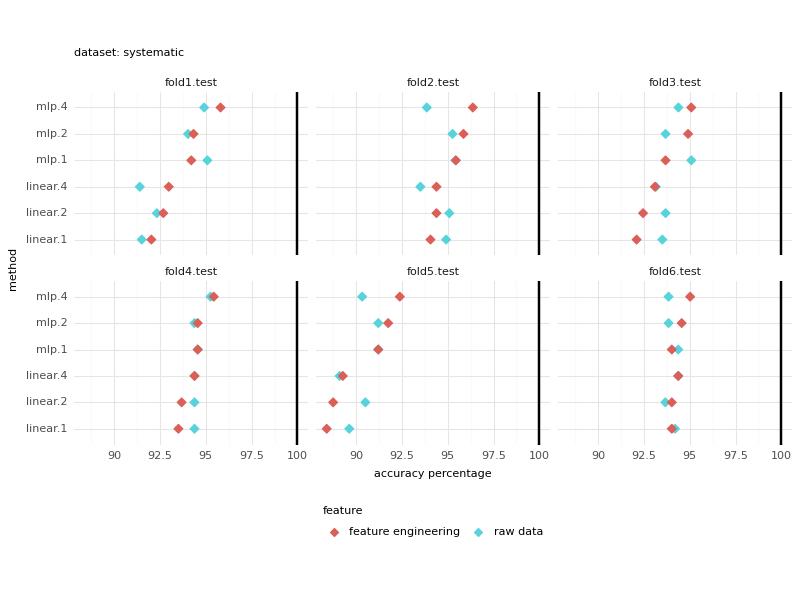 dataset: systematic
fold1.test fold2.test fold3.test
mlp.4
mlp.2
mlp.1
linear.4
linear.2
linear.1
method
fold4.test fold5.test fold6.test
mlp.4
mlp.2
mlp.1
linear.4
linear.2
linear.1
90 92.5 95 97.5 100 90 92.5 95 97.5 100 90 92.5 95 97.5 100
accuracy percentage
feature
feature engineering raw data